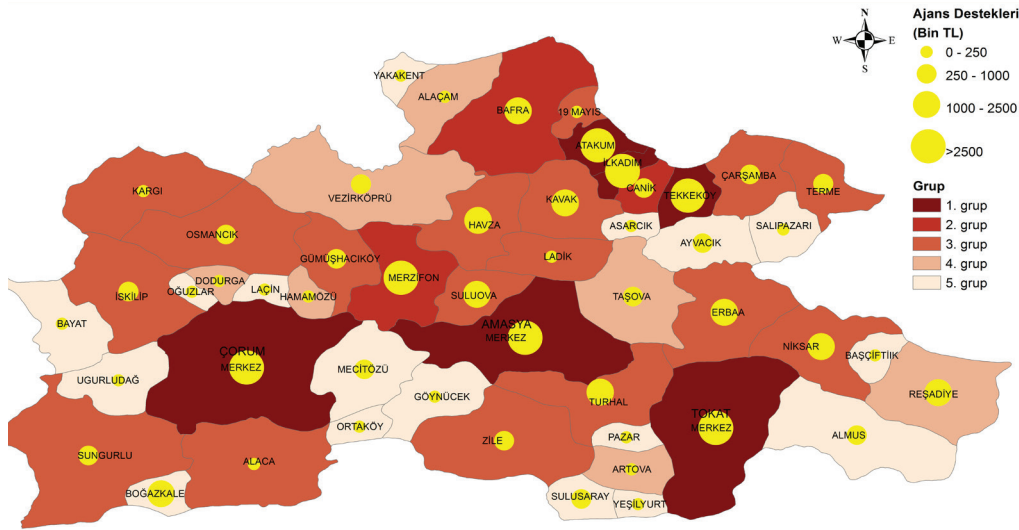 Ajans Destekleri
(Bin TL)
0 - 250
250 - 1000
1000 - 2500
>2500
Grup
1. grup
2. grup
3. grup
4. grup
5. grup
N
W
E
S
YAKAKENT
ALAÇAM
BAFRA
19 MAYIS
ATAKUM
İLKADIM
CANİK
TEKKEKÖY
ÇARŞAMBA
TERME
KARGI
VEZİRKÖPRÜ
KAVAK
HAVZA
ASARCIK
SALIPAZARI
AYVACIK
OSMANCIK
GÜMÜŞHACIKÖY
LADİK
MERZİFON
DODURGA
OĞUZLAR
LAÇİN
HAMAMÖZÜ
SULUOVA
TAŞOVA
İSKİLİP
ERBAA
BAYAT
AMASYA
MERKEZ
NİKSAR
BAŞÇİFTİIK
ÇORUM
MERKEZ
MECİTÖZÜ
UGURLUDAĞ
GÖYNÜCEK
TURHAL
REŞADİYE
TOKAT
MERKEZ
ORTAKÖY
PAZAR
ALMUS
ZİLE
SUNGURLU
ALACA
ARTOVA
BOĞAZKALE
SULUSARAY
YEŞİLYURT